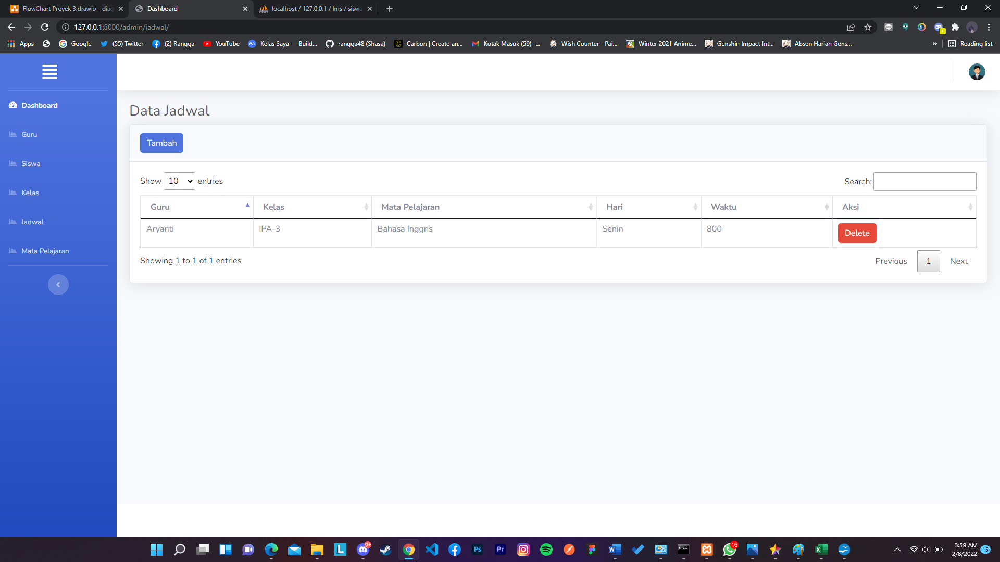 FlowChart Proyek 3.drawio - diag
Dashboard
localhost / 127.0.0.1 / lms / siswa
127.0.0.1:8000/admin/jadwal/
Apps
Google
(55) Twitter
(2) Rangga
YouTube
Kelas Saya — Build...
rangga48 (Shasa)
Carbon | Create an...
Kotak Masuk (59) -...
Wish Counter - Pai...
Winter 2021 Anime...
Genshin Impact Int...
Absen Harian Gens...
»
Reading list
Dashboard
Guru
Siswa
Kelas
Jadwal
Mata Pelajaran
Data Jadwal
Tambah
Show 10 entries
Search:
Guru Kelas Mata Pelajaran Hari Waktu Aksi
Aryanti IPA-3 Bahasa Inggris Senin 800 Delete
Showing 1 to 1 of 1 entries
Previous 1 Next
L
9+
Ps
Pr
W
16
X
3:59 AM
2/8/2022
15